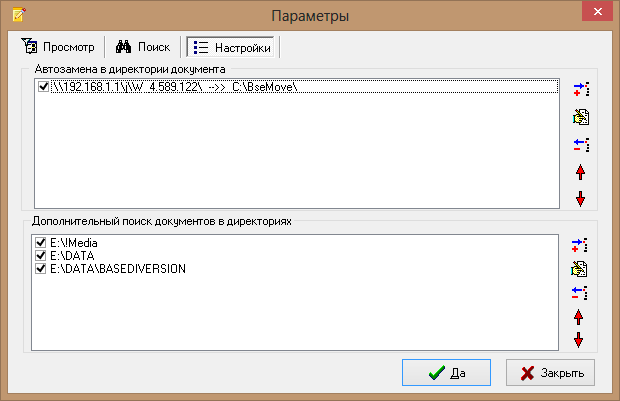 Параметры
Просмотр Поиск Настройки
Автозамена в директории документа
\\192.168.1.1\j\W_4.589.122\ -->> C:\BseMove\
Дополнительный поиск документов в директориях
E:\!Media
E:\DATA
E:\DATA\BASEDIVERSION
Да Закрыть